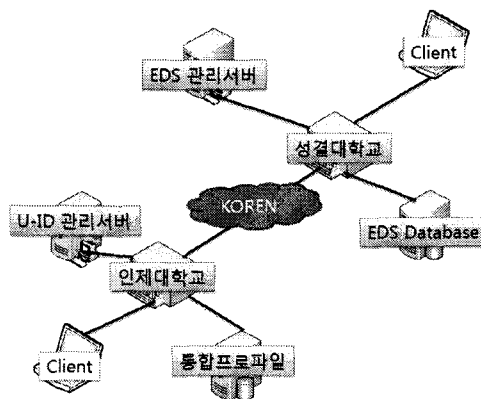 Client
EDS 관리서버
성결대학교
KOREN
U-ID 관리서버
EDS Database
인제대학교
Client
통합프로파일